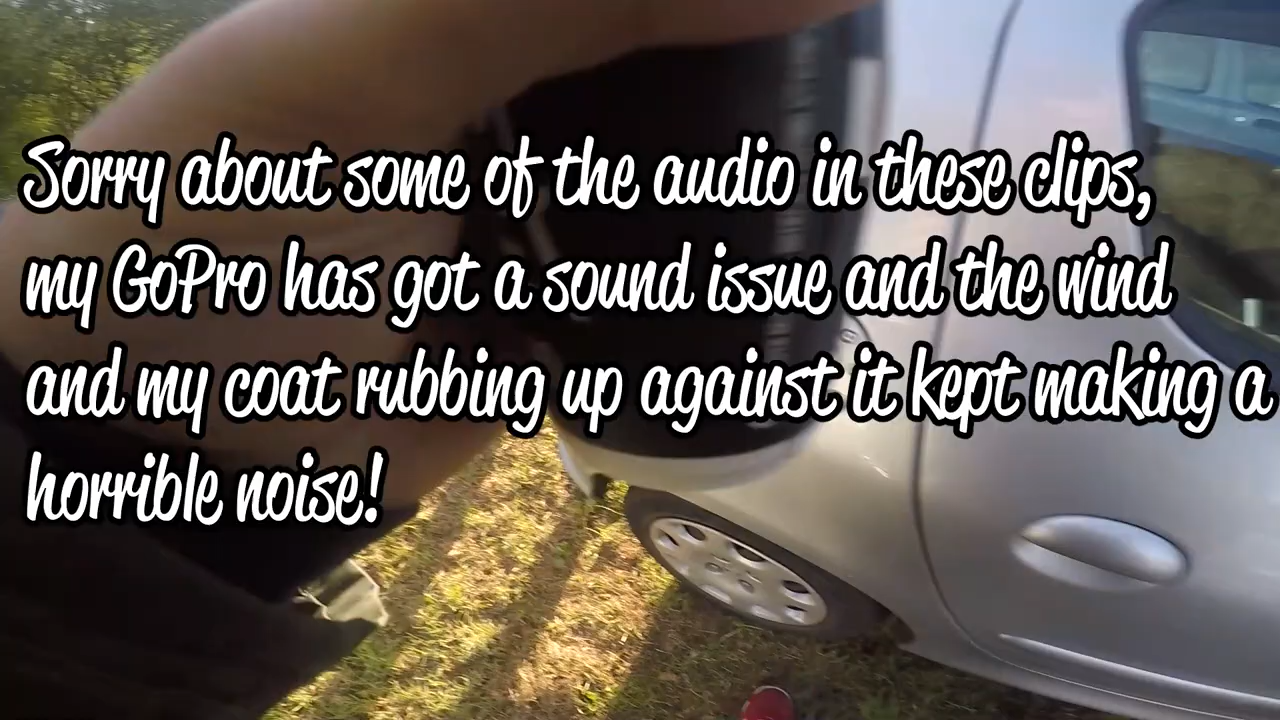 Sorry about some of the audio in these clips,
my GoPro has got a sound issue and the wind
and my coat rubbing up against it kept making a
horrible noise!